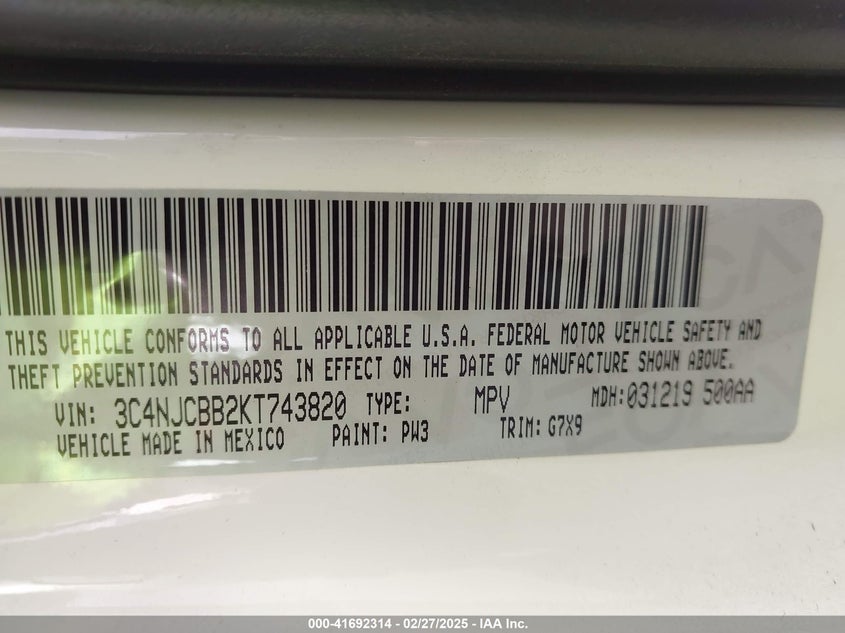 THIS VEHICLE CONFORMS TO ALL APPLICABLE U.S.A. FEDERAL MOTOR VEHICLE SAFETY AND
THEFT PREVENTION STANDARDS IN EFFECT ON THE DATE OF MANUFACTURE SHOWN ABOVE.
VIN: 3C4NJCBB2KT743820 TYPE: MPV MDH:031219 500AA
VEHICLE MADE IN MEXICO PAINT: PW3 TRIM: G7X9
000-41692314 - 02/27/2025 - IAA Inc.